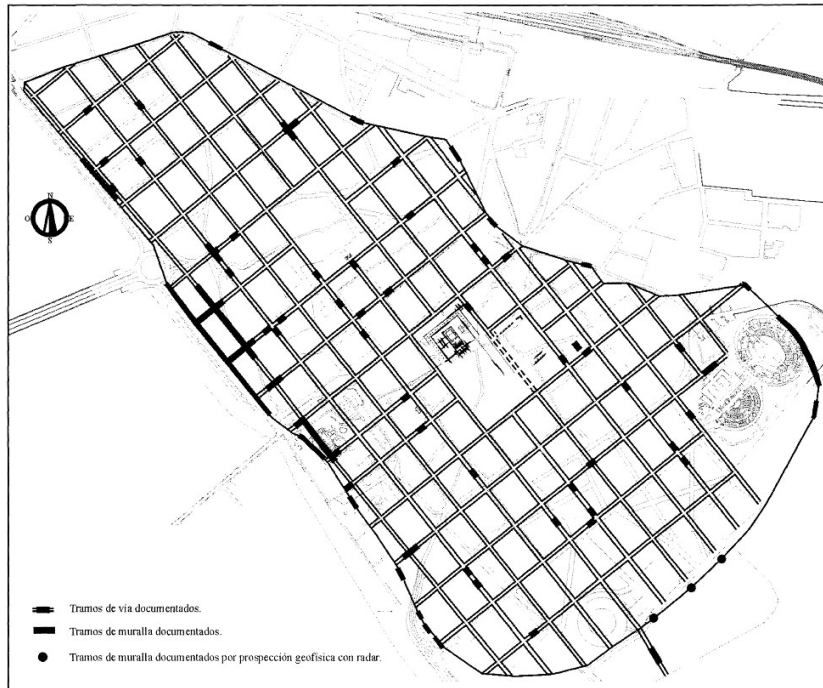 N
O E
S
Tramos de vía documentados.
Tramos de muralla documentados.
Tramos de muralla documentados por prospección geofísica con radar.